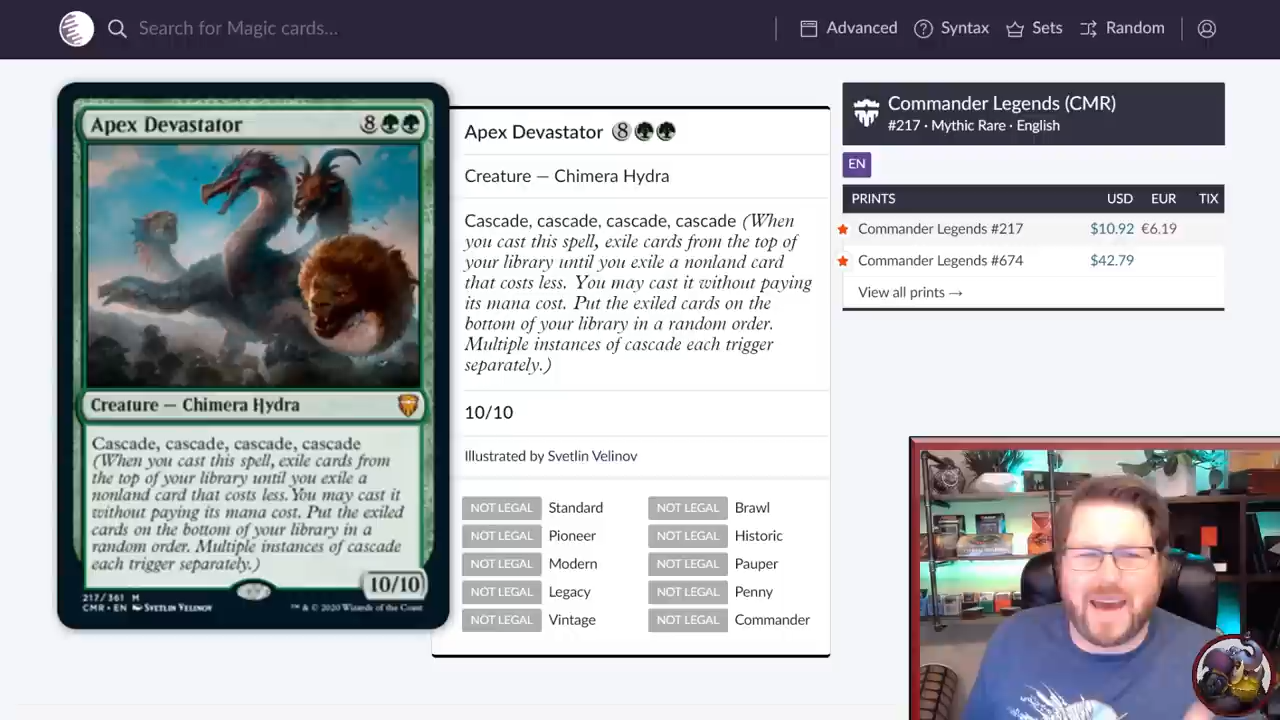 Search for Magic cards...
Advanced
Syntax
Sets
Random
Apex Devastator 8
Creature — Chimera Hydra
Cascade, cascade, cascade, cascade
(When you cast this spell, exile cards from
the top of your library until you exile a
nonland card that costs less. You may cast it
without paying its mana cost. Put the exiled
cards on the bottom of your library in a
random order. Multiple instances of cascade
each trigger separately.)
10/10
217/361 M
CMR • EN Svetlin Velinov
™ & © 2020 Wizards of the Coast
Apex Devastator 8
Creature — Chimera Hydra
Cascade, cascade, cascade, cascade (When
you cast this spell, exile cards from the top of
your library until you exile a nonland card
that costs less. You may cast it without paying
its mana cost. Put the exiled cards on the
bottom of your library in a random order.
Multiple instances of cascade each trigger
separately.)
10/10
Illustrated by Svetlin Velinov
NOT LEGAL Standard NOT LEGAL Brawl
NOT LEGAL Pioneer NOT LEGAL Historic
NOT LEGAL Modern NOT LEGAL Pauper
NOT LEGAL Legacy NOT LEGAL Penny
NOT LEGAL Vintage NOT LEGAL Commander
Commander Legends (CMR)
#217 · Mythic Rare · English
EN
PRINTS USD EUR TIX
Commander Legends #217 $10.92 €6.19
Commander Legends #674 $42.79
View all prints →